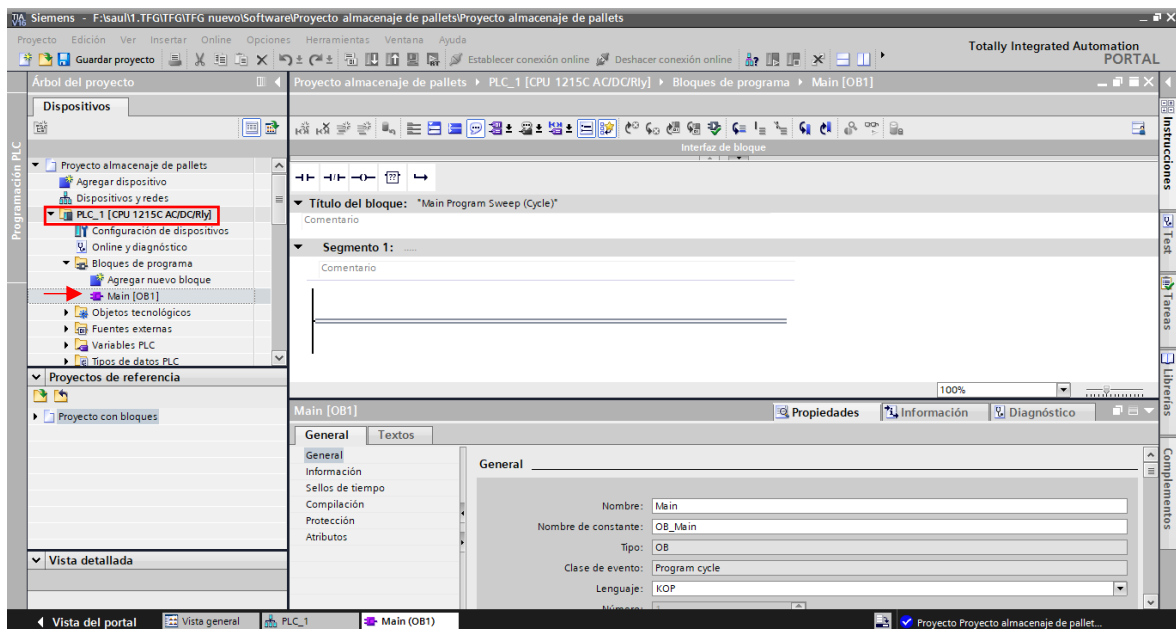 Siemens - F:\saul\1.TFG\TFG\TFG nuevo\Software\Proyecto almacenaje de pallets\Proyecto almacenaje de pallets
Proyecto Edición Ver Insertar Online Opciones Herramientas Ventana Ayuda
Guardar proyecto
Establecer conexión online
Deshacer conexión online
Totally Integrated Automation
PORTAL
Árbol del proyecto
Proyecto almacenaje de pallets PLC_1 [CPU 1215C AC/DC/Rly] Bloques de programa Main [OB1]
Dispositivos
Programación PLC
Proyecto almacenaje de pallets
Agregar dispositivo
Dispositivos y redes
PLC_1 [CPU 1215C AC/DC/Rly]
Configuración de dispositivos
Online y diagnóstico
Bloques de programa
Agregar nuevo bloque
Main [OB1]
Objetos tecnológicos
Fuentes externas
Variables PLC
Tipos de datos PLC
Proyectos de referencia
Proyecto con bloques
Vista detallada
Interfaz de bloque
??
Título del bloque: "Main Program Sweep (Cycle)"
Comentario
Segmento 1: .....
Comentario
100%
Main [OB1]
Propiedades
Información
Diagnóstico
General
Textos
General
Información
Sellos de tiempo
Compilación
Protección
Atributos
General
Nombre: Main
Nombre de constante: OB_Main
Tipo: OB
Clase de evento: Program cycle
Lenguaje: KOP
Número: 1
Instrucciones
Test
Tareas
Librerías
Complementos
Vista del portal
Vista general
PLC_1
Main (OB1)
Proyecto Proyecto almacenaje de pallet...